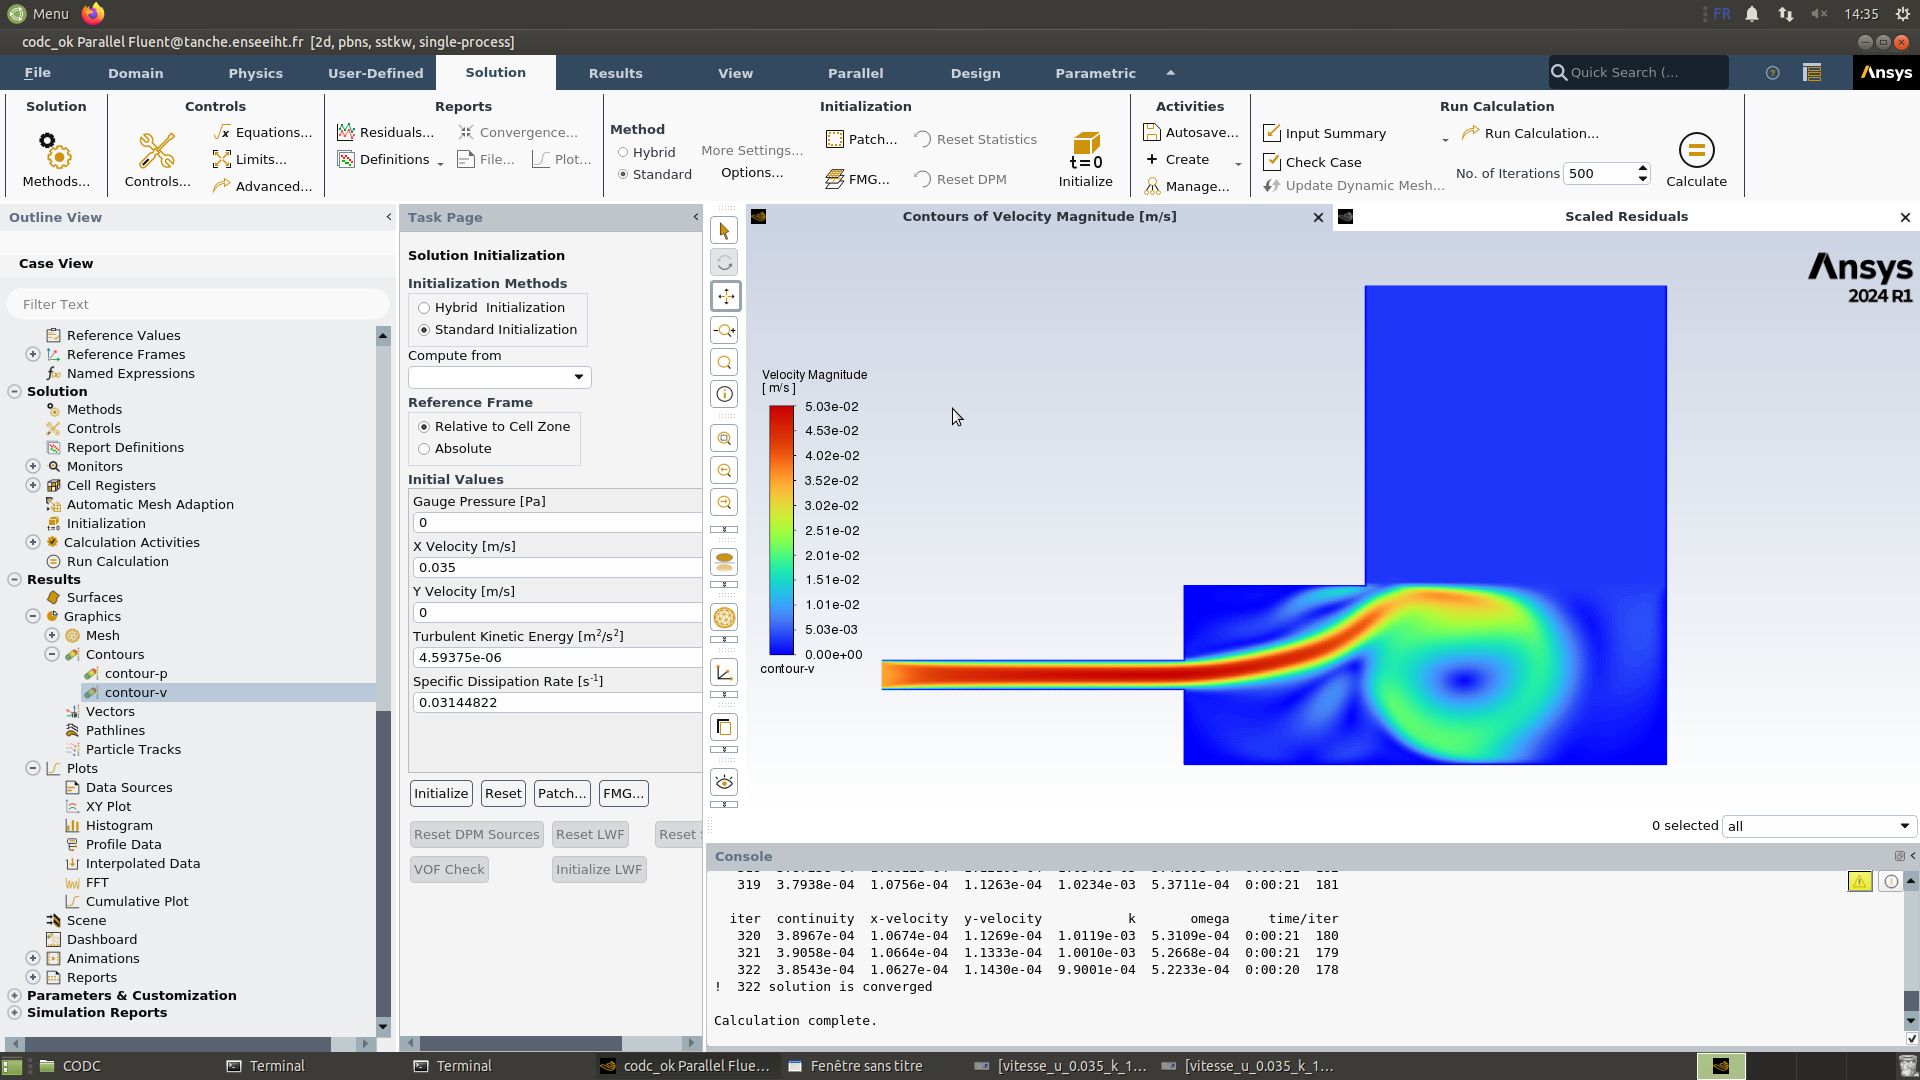 Menu
FR
14:35
codc_ok Parallel Fluent@tanche.enseeiht.fr [2d, pbns, sstkw, single-process]
File Domain Physics User-Defined Solution Results View Parallel Design Parametric
Quick Search (...
Ansys
Solution Controls Reports Initialization Activities Run Calculation
Methods...
Controls...
Equations...
Limits...
Advanced...
Residuals...
Definitions
Convergence...
File... Plot...
Method
Hybrid
Standard
More Settings...
Options...
Patch...
FMG...
Reset Statistics
Reset DPM
t=0
Initialize
Autosave...
Create
Manage...
Input Summary
Check Case
Update Dynamic Mesh...
Run Calculation...
No. of Iterations 500
Calculate
Outline View
Case View
Filter Text
Reference Values
Reference Frames
Named Expressions
Solution
Methods
Controls
Report Definitions
Monitors
Cell Registers
Automatic Mesh Adaption
Initialization
Calculation Activities
Run Calculation
Results
Surfaces
Graphics
Mesh
Contours
contour-p
contour-v
Vectors
Pathlines
Particle Tracks
Plots
Data Sources
XY Plot
Histogram
Profile Data
Interpolated Data
FFT
Cumulative Plot
Scene
Dashboard
Animations
Reports
Parameters & Customization
Simulation Reports
Task Page
Solution Initialization
Initialization Methods
Hybrid Initialization
Standard Initialization
Compute from
Reference Frame
Relative to Cell Zone
Absolute
Initial Values
Gauge Pressure [Pa]
0
X Velocity [m/s]
0.035
Y Velocity [m/s]
0
Turbulent Kinetic Energy [m²/s²]
4.59375e-06
Specific Dissipation Rate [s⁻¹]
0.03144822
Initialize Reset Patch... FMG...
Reset DPM Sources Reset LWF Reset
VOF Check Initialize LWF
Contours of Velocity Magnitude [m/s]
Scaled Residuals
Ansys
2024 R1
Velocity Magnitude
[ m/s ]
5.03e-02
4.53e-02
4.02e-02
3.52e-02
3.02e-02
2.51e-02
2.01e-02
1.51e-02
1.01e-02
5.03e-03
0.00e+00
contour-v
0 selected all
Console
319 3.7938e-04 1.0756e-04 1.1263e-04 1.0234e-03 5.3711e-04 0:00:21 181
iter continuity x-velocity y-velocity k omega time/iter
320 3.8967e-04 1.0674e-04 1.1269e-04 1.0119e-03 5.3109e-04 0:00:21 180
321 3.9058e-04 1.0664e-04 1.1333e-04 1.0010e-03 5.2668e-04 0:00:21 179
322 3.8543e-04 1.0627e-04 1.1430e-04 9.9001e-04 5.2233e-04 0:00:20 178
! 322 solution is converged
Calculation complete.
CODC
Terminal
Terminal
codc_ok Parallel Flue...
Fenêtre sans titre
[vitesse_u_0.035_k_1...
[vitesse_u_0.035_k_1...